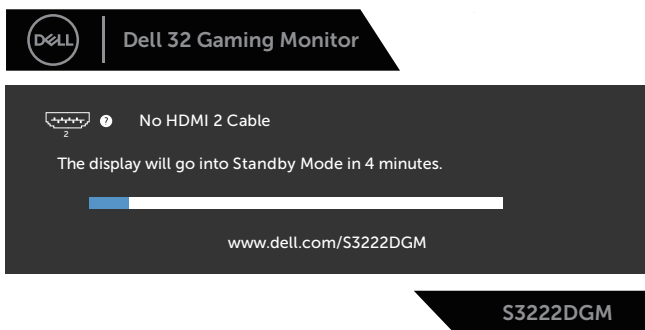 DELL
Dell 32 Gaming Monitor
2
? No HDMI 2 Cable
The display will go into Standby Mode in 4 minutes.
www.dell.com/S3222DGM
S3222DGM